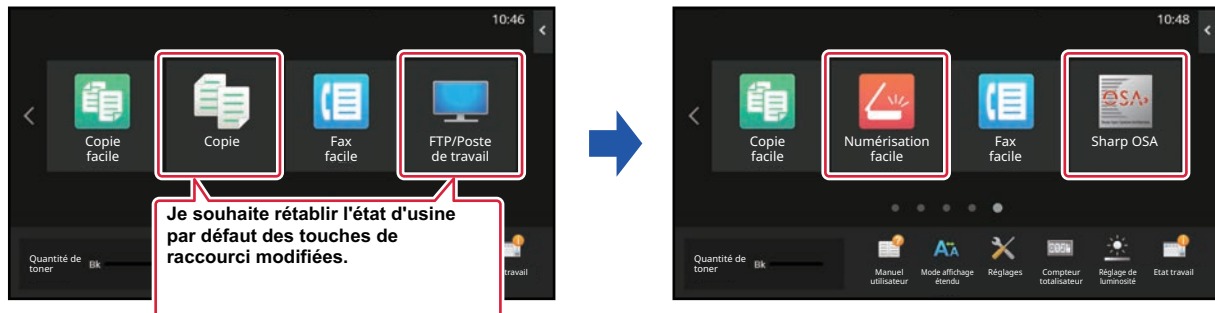 10:46
Copie
facile
Copie
Fax
facile
FTP/Poste
de travail
Je souhaite rétablir l'état d'usine
par défaut des touches de
raccourci modifiées.
Quantité de
toner
Bk
travail
10:48
Copie
facile
Numérisation
facile
Fax
facile
OSA
Sharp OSA
Quantité de
toner
Bk
Manuel
utilisateur
Mode affichage
étendu
Réglages
Compteur
totalisateur
Réglage de
luminosité
Etat travail